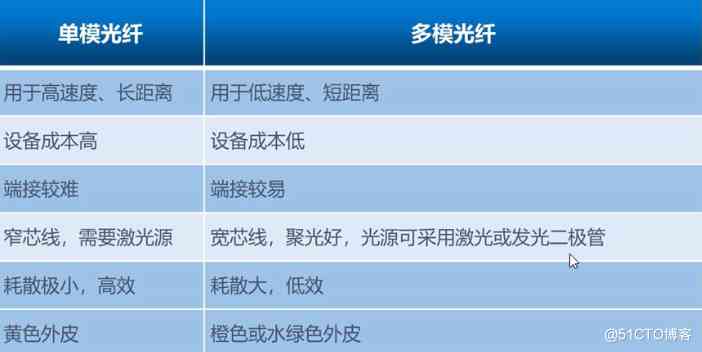 单模光纤 多模光纤
用于高速度、长距离 用于低速度、短距离
设备成本高 设备成本低
端接较难 端接较易
窄芯线，需要激光源 宽芯线，聚光好，光源可采用激光或发光二极管
耗散极小，高效 耗散大，低效
黄色外皮 橙色或水绿色外皮
@51CTO博客